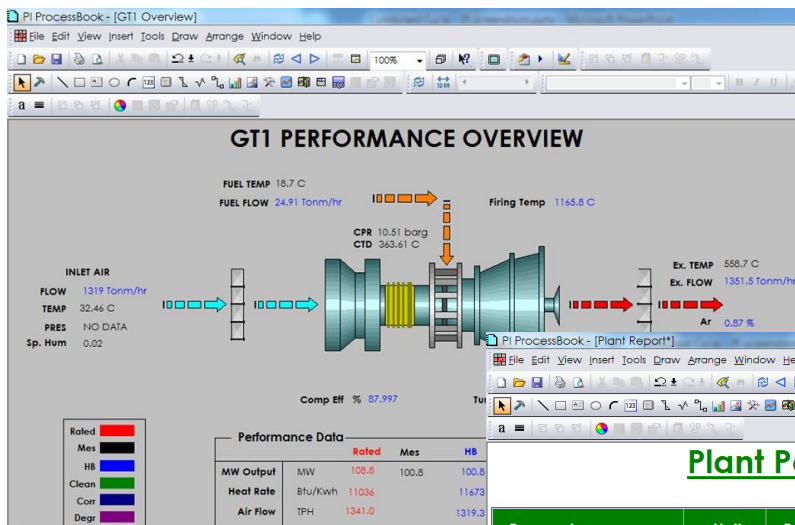 PI ProcessBook - [GT1 Overview]
File Edit View Insert Tools Draw Arrange Window Help
100%
123
12:00
a
B I U
GT1 PERFORMANCE OVERVIEW
FUEL TEMP 18.7 C
FUEL FLOW 24.91 Tonm/hr
Firing Temp 1165.8 C
CPR 10.51 barg
CTD 363.61 C
INLET AIR
FLOW 1319 Tonm/hr
TEMP 32.46 C
PRES NO DATA
Sp. Hum 0.02
Ex. TEMP 558.7 C
Ex. FLOW 1351.5 Tonm/hr
Ar 0.87 %
Comp Eff % 87.997
Rated
Mes
HB
Clean
Corr
Degr
Performance Data
Rated Mes HB
MW Output MW 108.8 100.8 100.8
Heat Rate Btu/Kwh 11036 11673
Air Flow TPH 1341.0 1319.3
PI ProcessBook - [Plant Report*]
File Edit View Insert Tools Draw Arrange Window
123
a
Plant